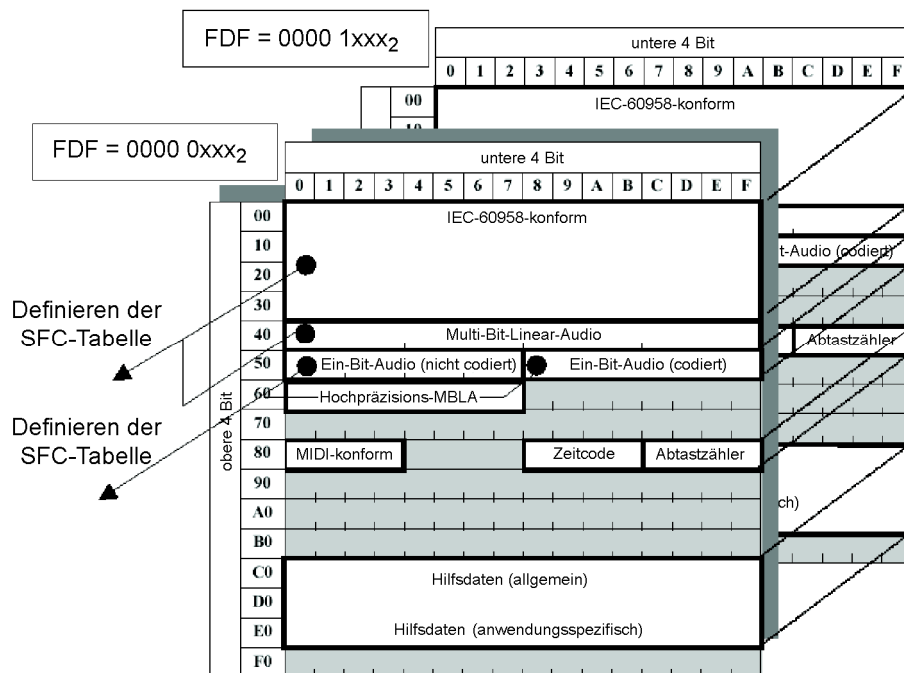 FDF = 0000 1xxx₂
untere 4 Bit
0 1 2 3 4 5 6 7 8 9 A B C D E F
00 IEC-60958-konform
10
FDF = 0000 0xxx₂
untere 4 Bit
0 1 2 3 4 5 6 7 8 9 A B C D E F
00 IEC-60958-konform
10
t-Audio (codiert)
20
30
Definieren der
SFC-Tabelle
40 Multi-Bit-Linear-Audio
Abtastzähler
50 Ein-Bit-Audio (nicht codiert) Ein-Bit-Audio (codiert)
60 Hochpräzisions-MBLA
70
Definieren der
SFC-Tabelle
obere 4 Bit
80 MIDI-konform Zeitcode Abtastzähler
90
A0
ch)
B0
C0 Hilfsdaten (allgemein)
D0
E0 Hilfsdaten (anwendungsspezifisch)
F0